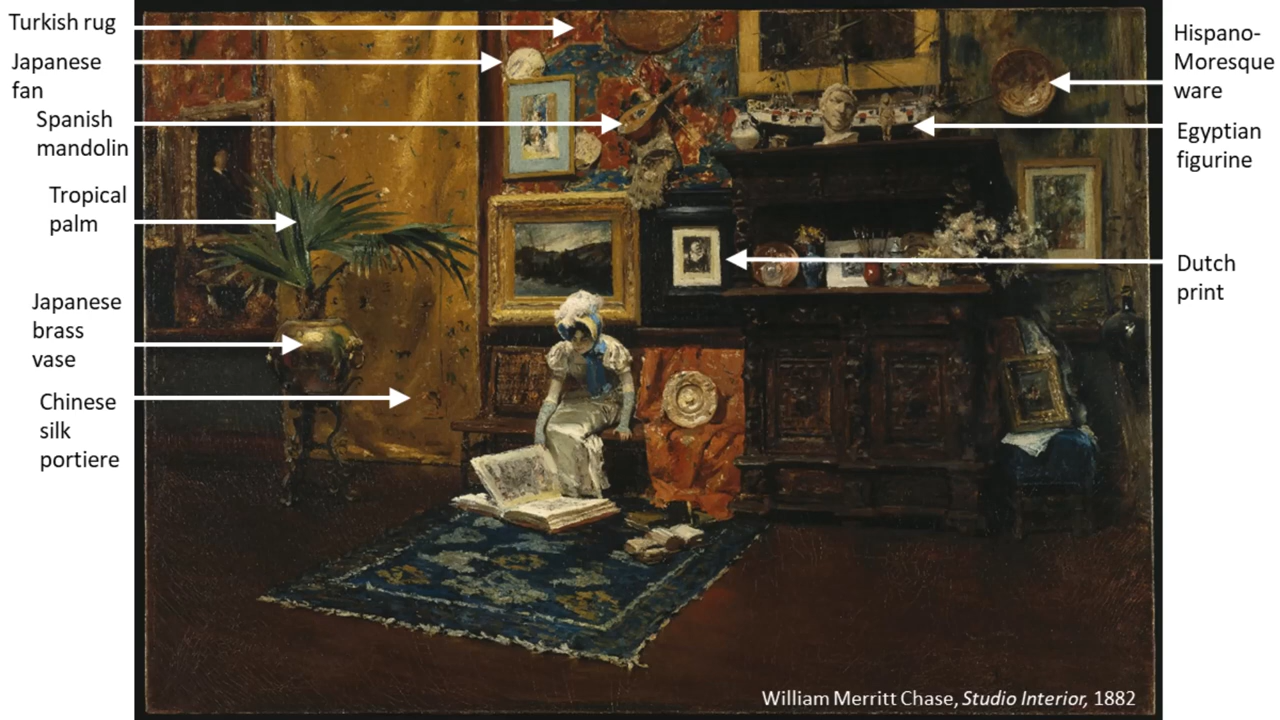 Turkish rug
Japanese
fan
Spanish
mandolin
Tropical
palm
Japanese
brass
vase
Chinese
silk
portiere
Hispano-
Moresque
ware
Egyptian
figurine
Dutch
print
William Merritt Chase, Studio Interior, 1882